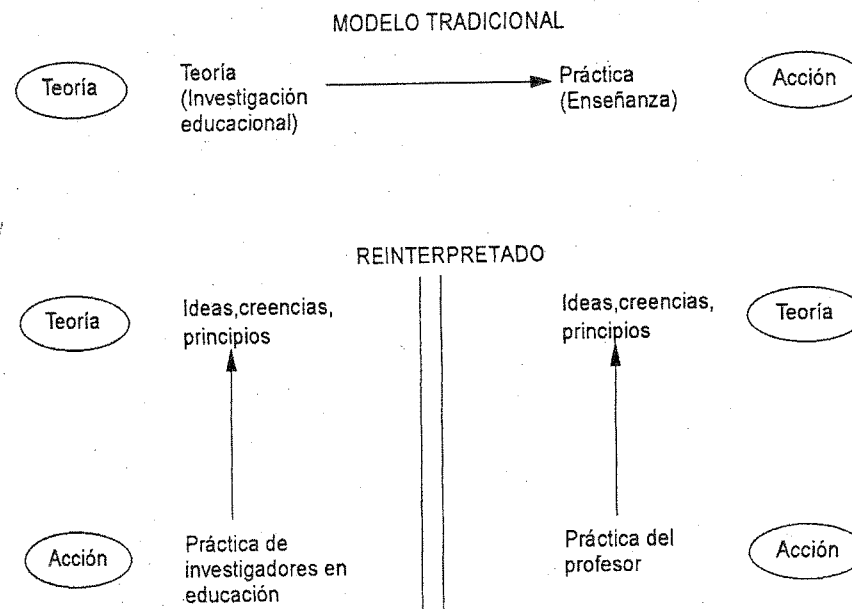 MODELO TRADICIONAL
Teoría
Teoría
(Investigación
educacional)
Práctica
(Enseñanza)
Acción
REINTERPRETADO
Teoría
Ideas,creencias,
principios
Ideas,creencias,
principios
Teoría
Acción
Práctica de
investigadores en
educación
Práctica del
profesor
Acción